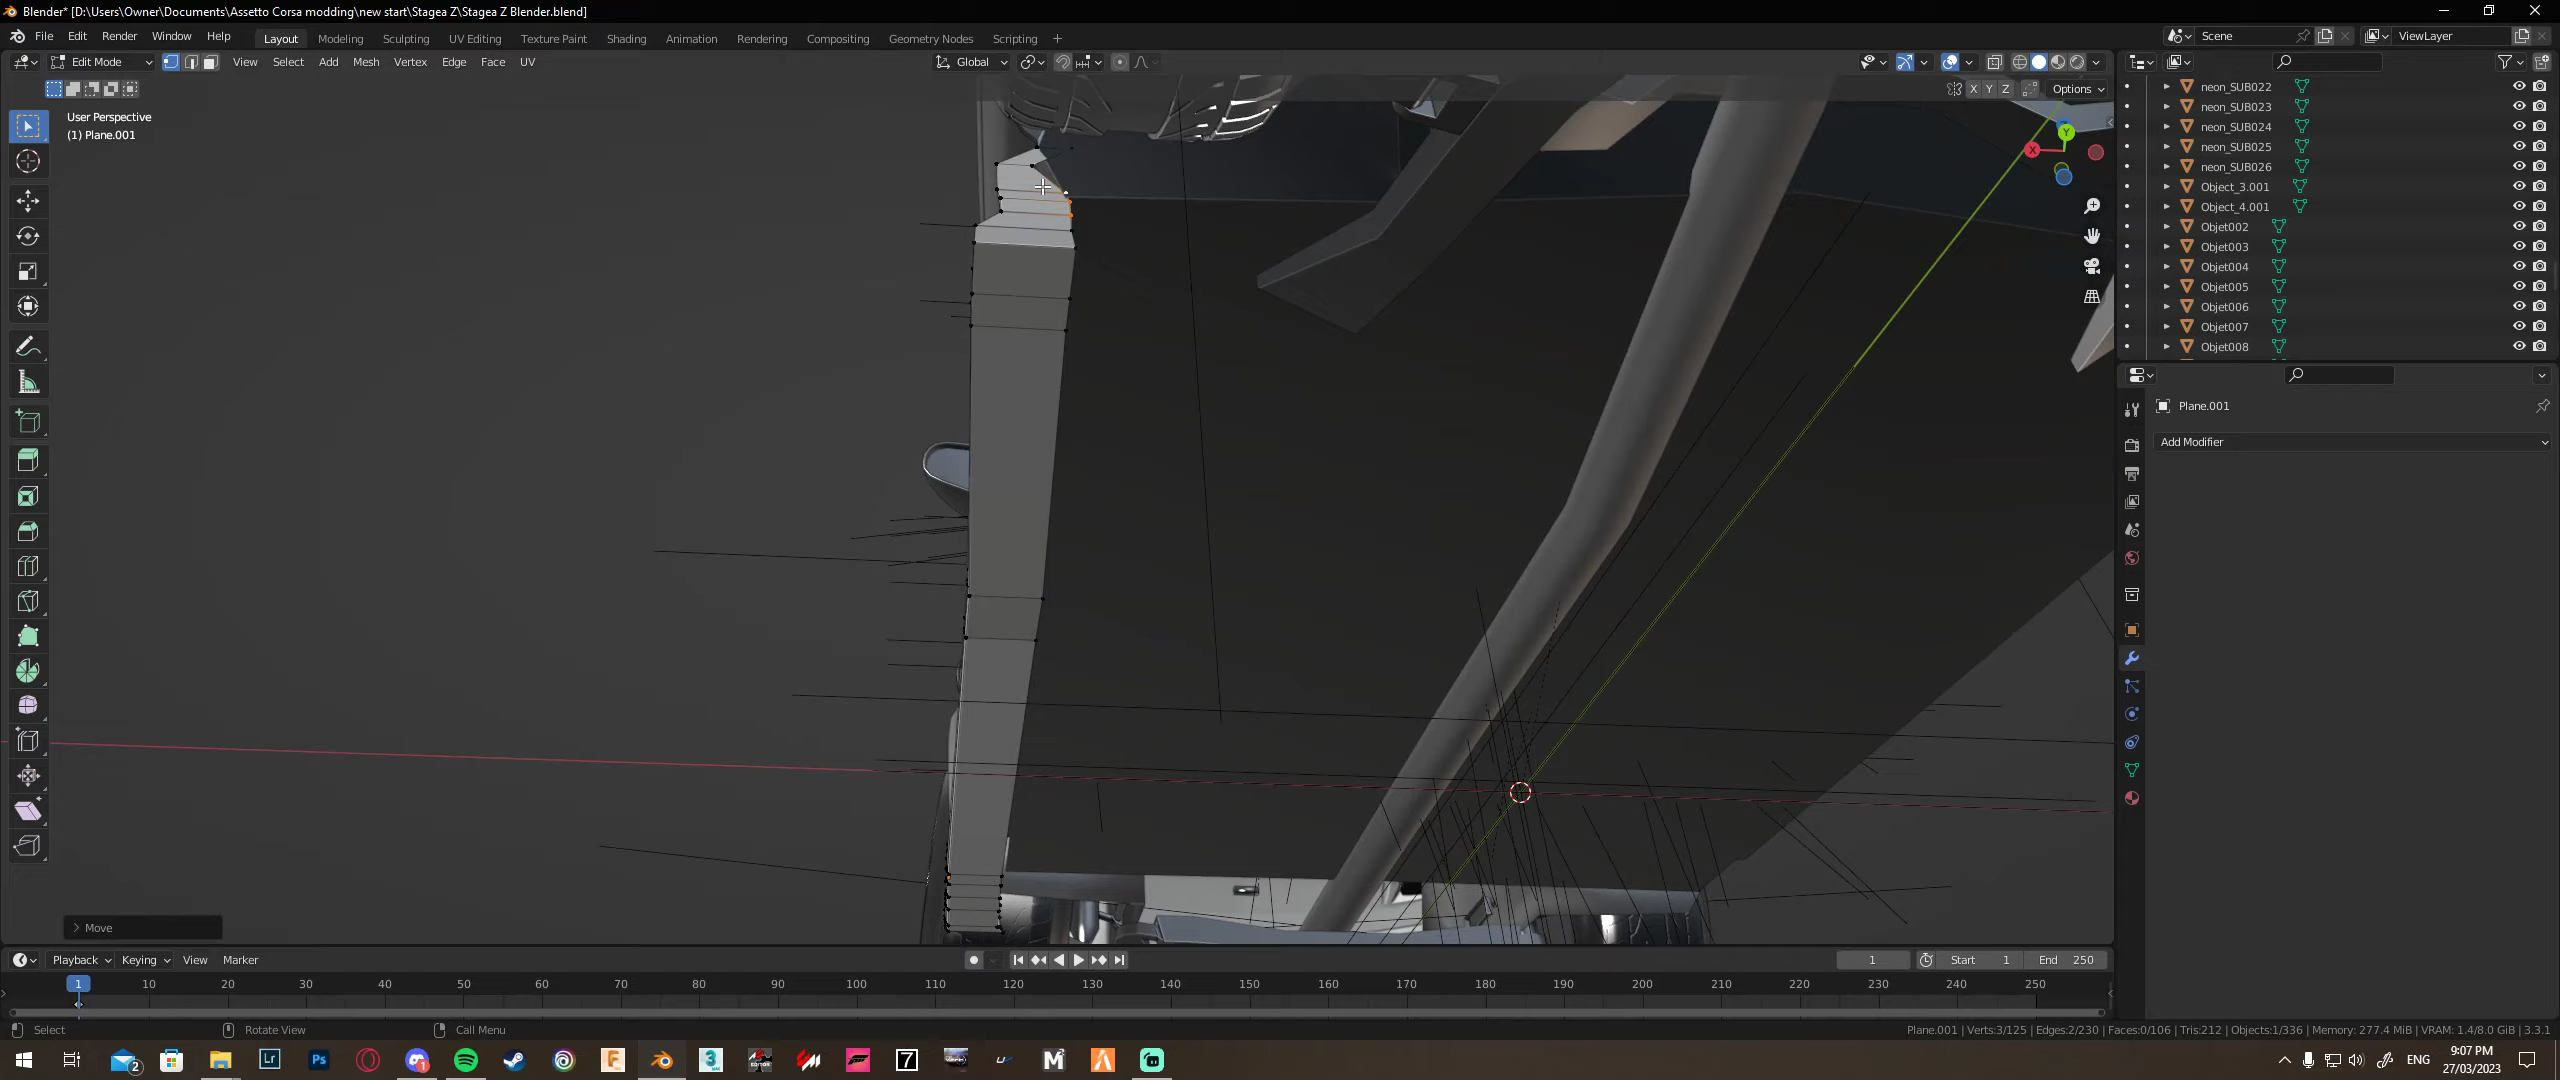 Blender* [D:\Users\Owner\Documents\Assetto Corsa modding\new start\Stagea Z\Stagea Z Blender.blend]
File Edit Render Window Help Layout Modeling Sculpting UV Editing Texture Paint Shading Animation Rendering Compositing Geometry Nodes Scripting Scene ViewLayer
Edit Mode View Select Add Mesh Vertex Edge Face UV Global
X Y Z Options
User Perspective
(1) Plane.001
Y
X
neon_SUB022
neon_SUB023
neon_SUB024
neon_SUB025
neon_SUB026
Object_3.001
Object_4.001
Objet002
Objet003
Objet004
Objet005
Objet006
Objet007
Objet008
Plane.001
Add Modifier
Move
Playback Keying View Marker 1 Start 1 End 250
1 10 20 30 40 50 60 70 80 90 100 110 120 130 140 150 160 170 180 190 200 210 220 230 240 250
Select Rotate View Call Menu Plane.001 | Verts:3/125 | Edges:2/230 | Faces:0/106 | Tris:212 | Objects:1/336 | Memory: 277.4 MiB | VRAM: 1.4/8.0 GiB | 3.3.1
2 Lr Ps 1 F 3 7 M ENG 9:07 PM
27/03/2023